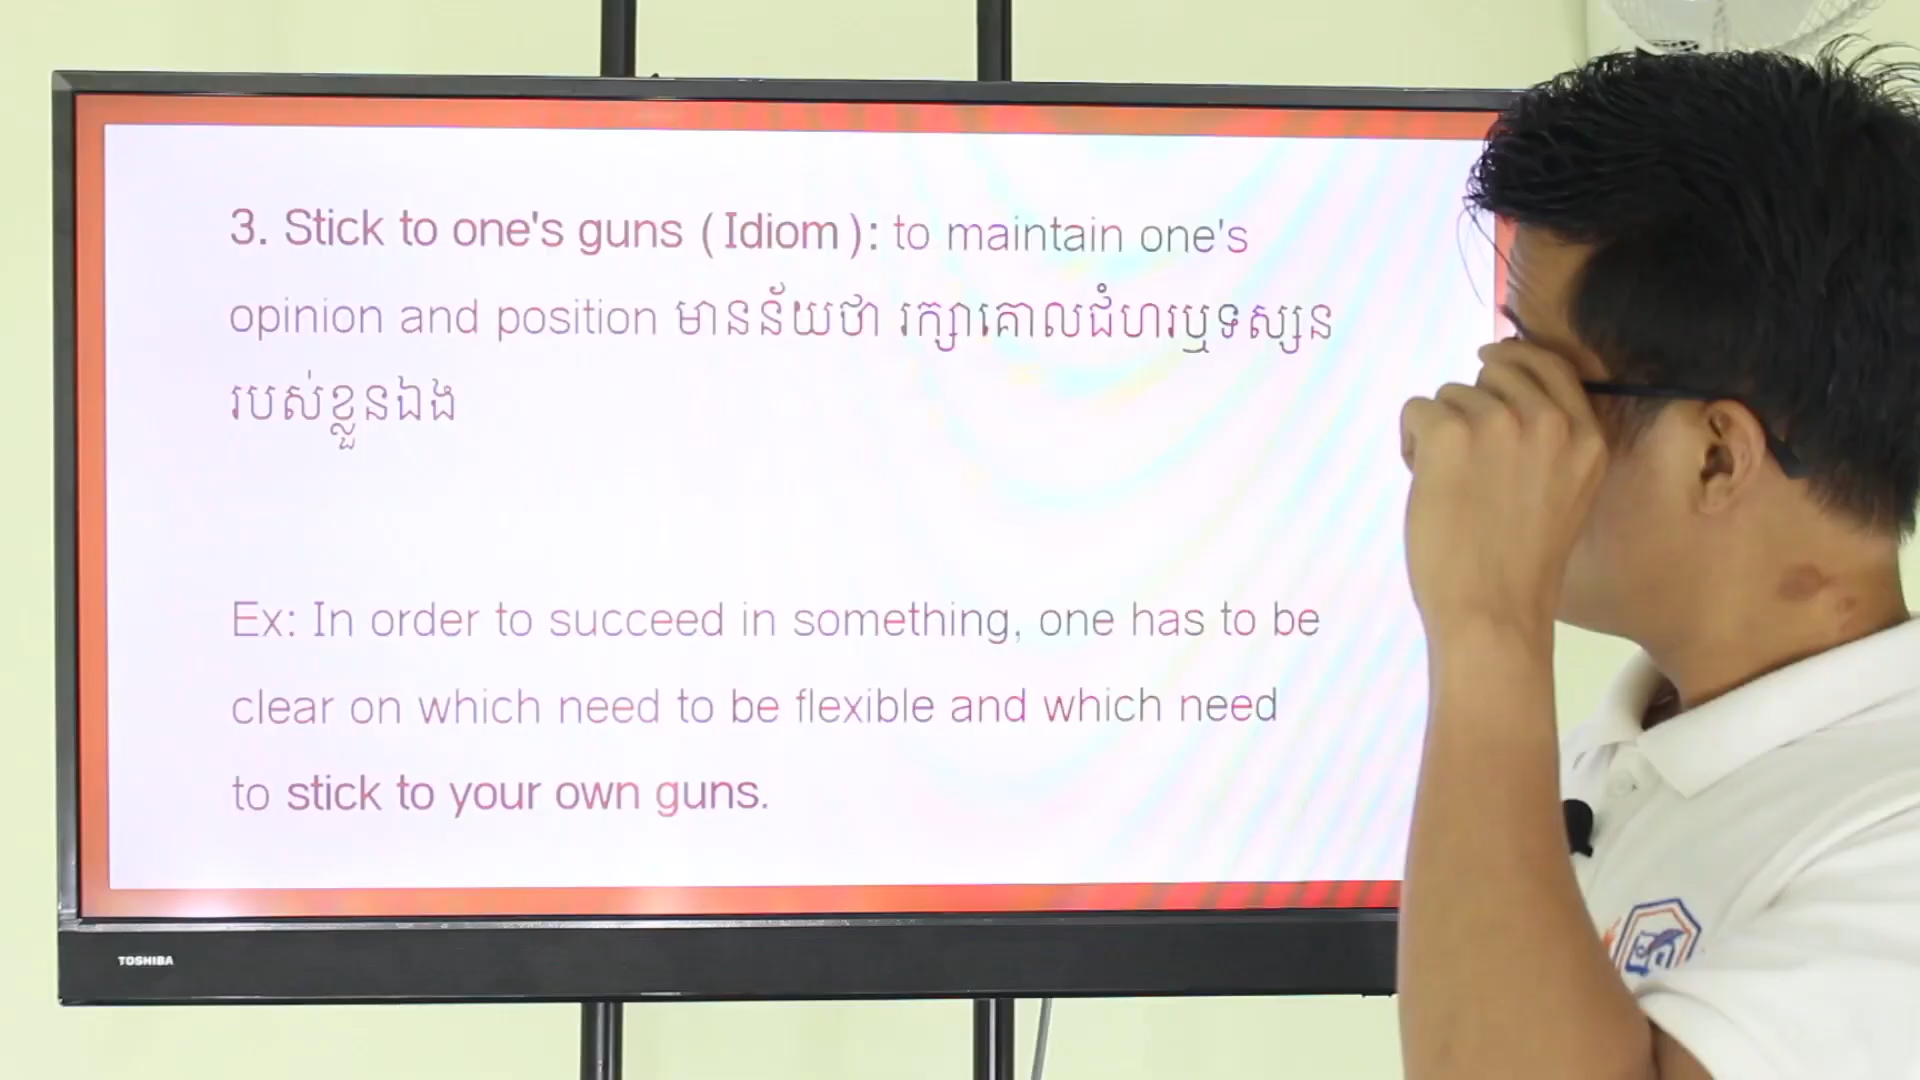 3. Stick to one's guns (Idiom): to maintain one's
opinion and position មានន័យថា រក្សាគោលជំហរឬទស្សន
របស់ខ្លួនឯង
Ex: In order to succeed in something, one has to be
clear on which need to be flexible and which need
to stick to your own guns.
TOSHIBA